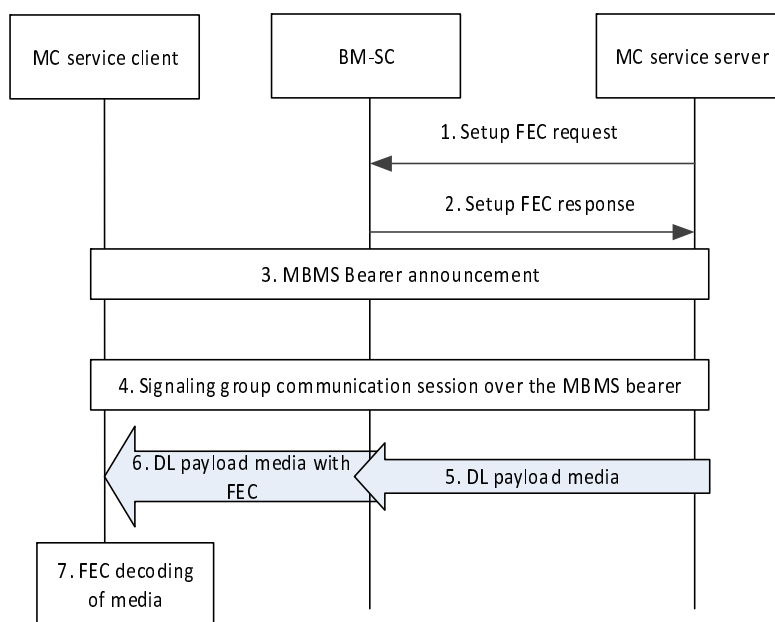 MC service client
BM-SC
MC service server
1. Setup FEC request
2. Setup FEC response
3. MBMS Bearer announcement
4. Signaling group communication session over the MBMS bearer
6. DL payload media with
FEC
5. DL payload media
7. FEC decoding
of media